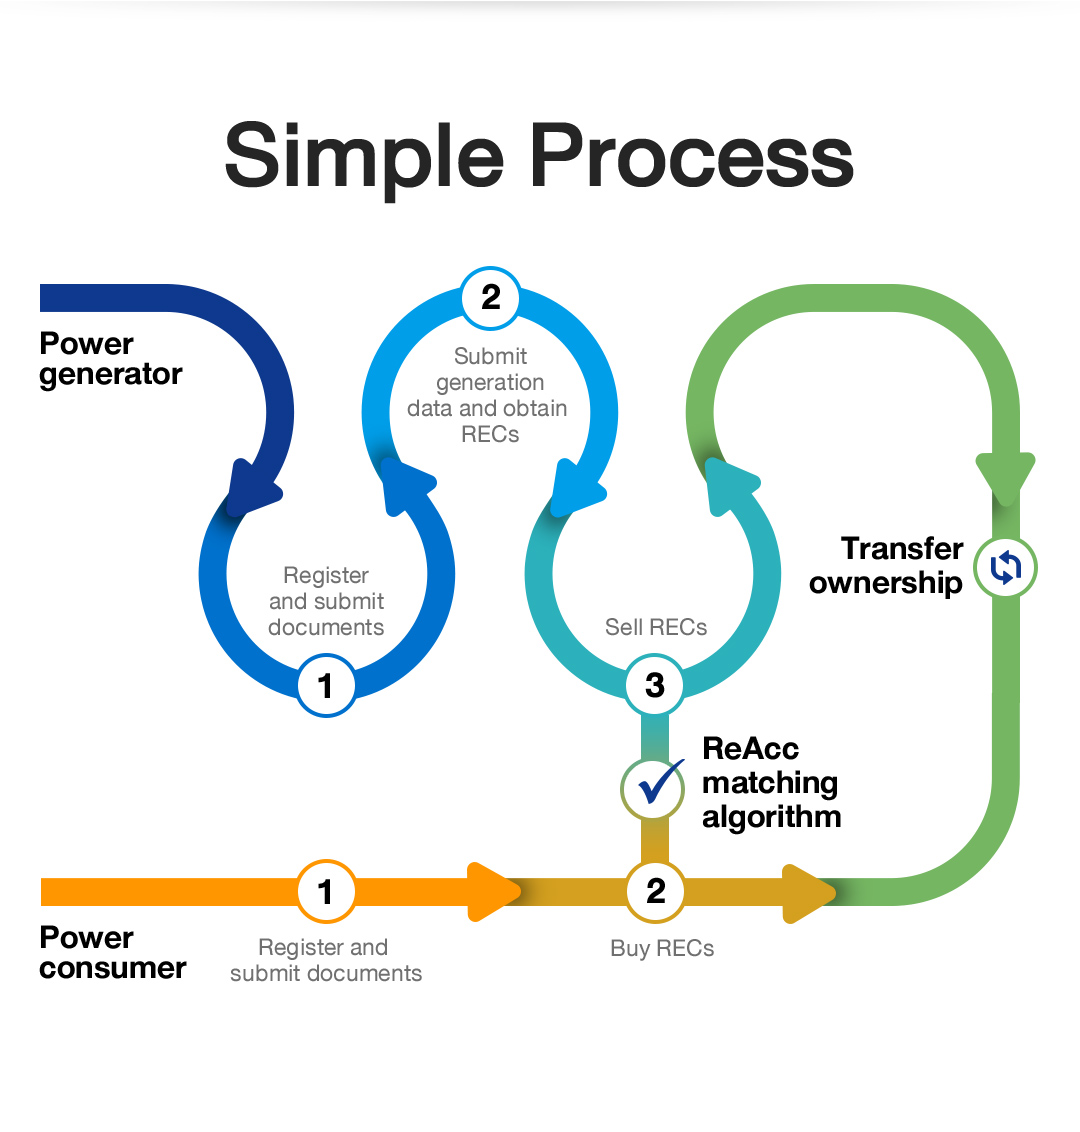 Simple Process
Power
generator
2
Submit
generation
data and obtain
RECs
Register
and submit
documents
1
Sell RECs
3
Transfer
ownership
ReAcc
matching
algorithm
Power
consumer
1
Register and
submit documents
2
Buy RECs